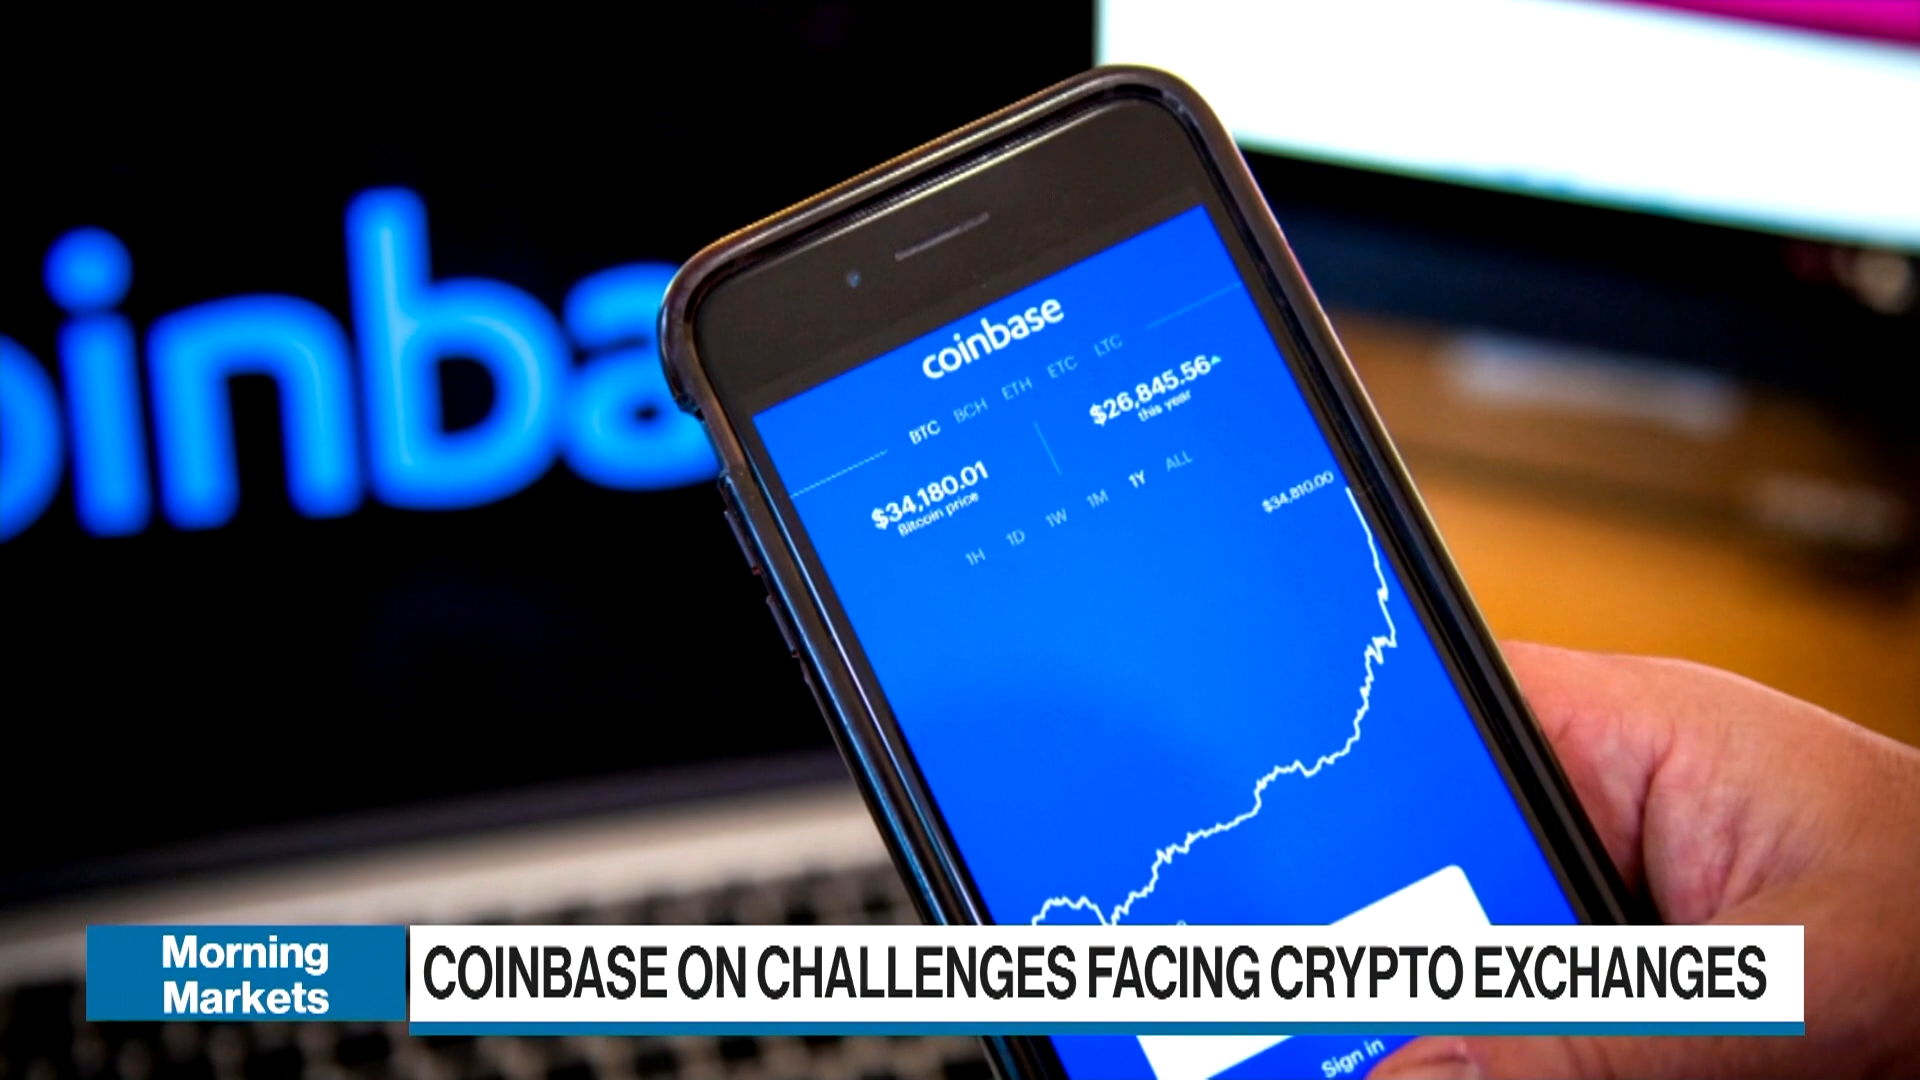 oinba
coinbase
BTC BCH ETH ETC LTC
$34,180.01
Bitcoin price
$26,845.56
this year
1H 1D 1W 1M 1Y ALL
$34,810.00
Sign in
Morning
Markets
COINBASE ON CHALLENGES FACING CRYPTO EXCHANGES